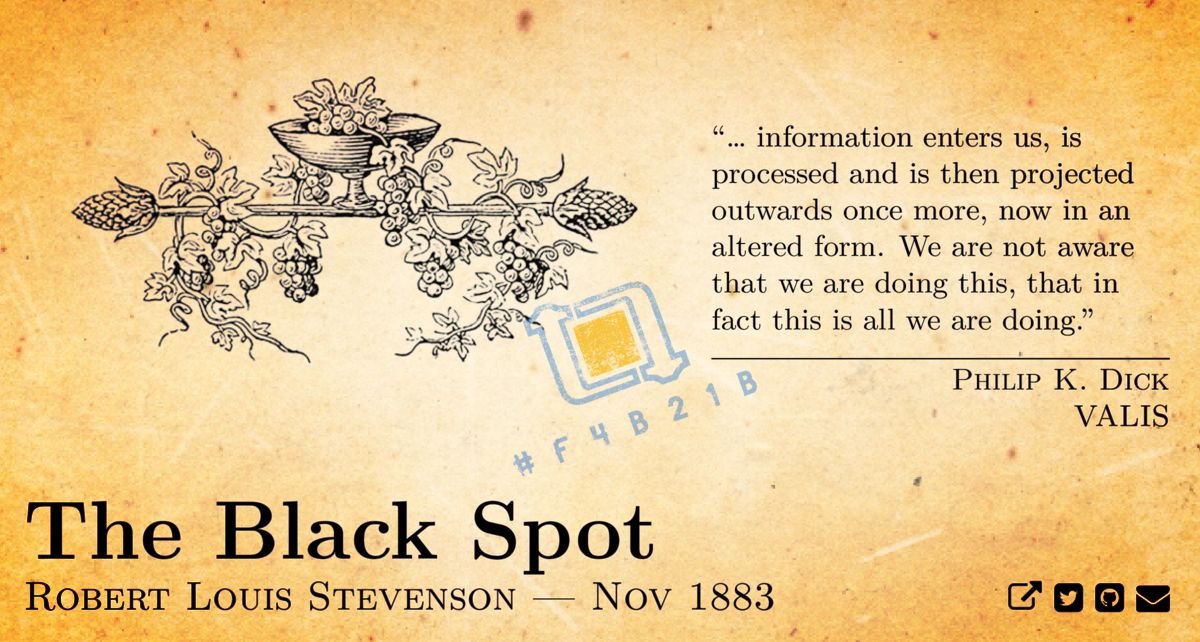 “... information enters us, is
processed and is then projected
outwards once more, now in an
altered form. We are not aware
that we are doing this, that in
fact this is all we are doing.”
Philip K. Dick
VALIS
#F4B21B
The Black Spot
Robert Louis Stevenson — Nov 1883